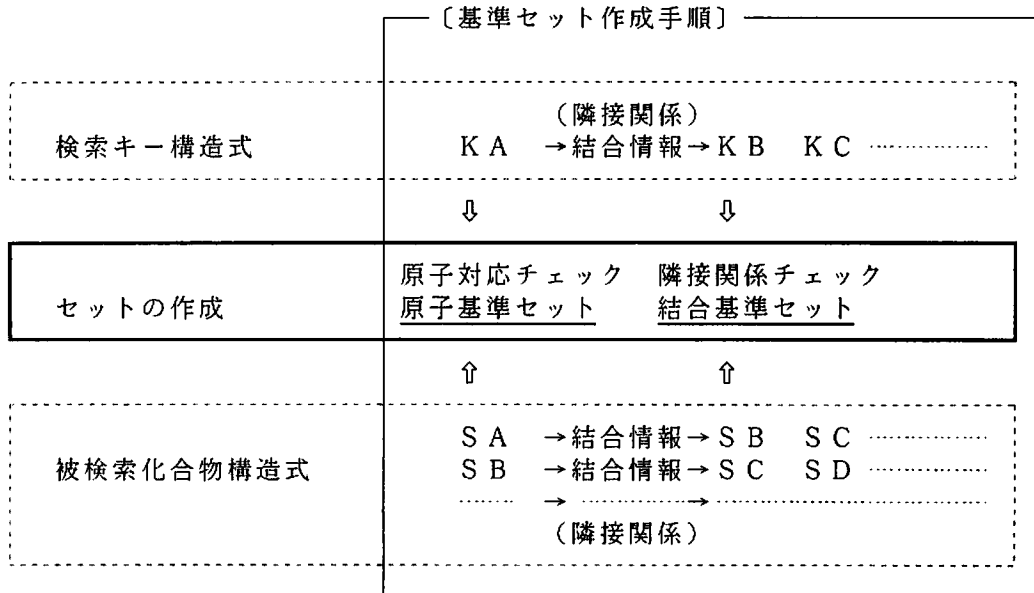 〔基準セット作成手順〕
(隣接関係)
検索キー構造式 KA →結合情報→KB KC ……………
⇩ ⇩
原子対応チェック 隣接関係チェック
セットの作成 原子基準セット 結合基準セット
⇧ ⇧
SA →結合情報→SB SC ……………
被検索化合物構造式 SB →結合情報→SC SD ……………
…… → …………→……………………………
(隣接関係)